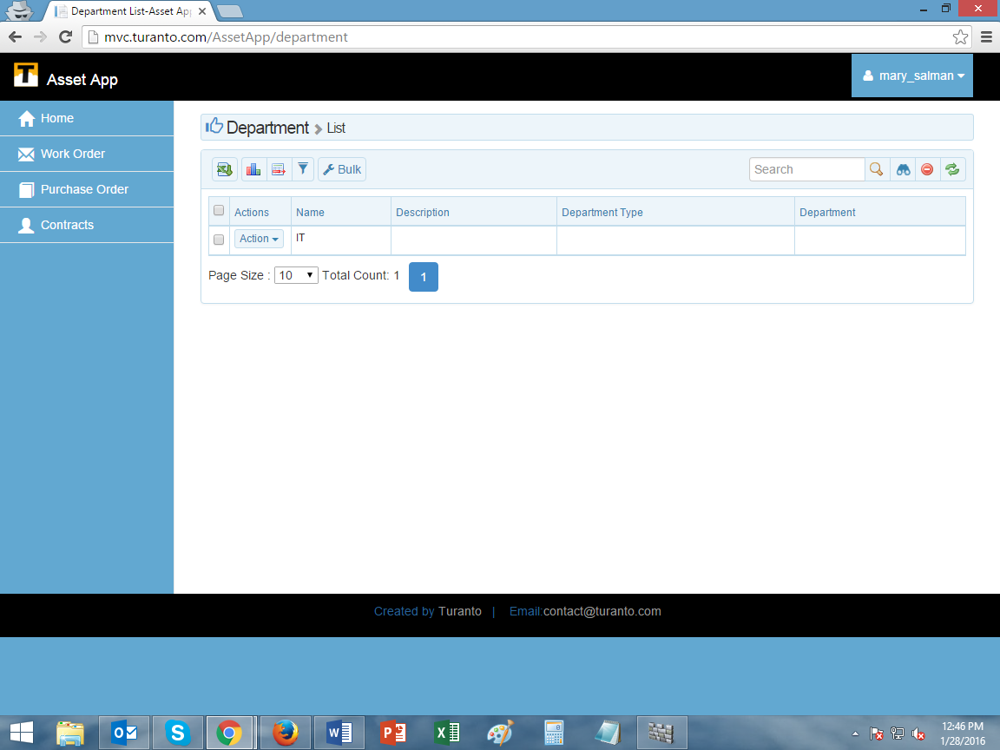 Department List-Asset App
mvc.turanto.com/AssetApp/department
T Asset App
mary_salman
Home
Work Order
Purchase Order
Contracts
Department List
Bulk
Search
Actions Name Description Department Type Department
Action IT
Page Size : 10 Total Count: 1 1
Created by Turanto | Email:contact@turanto.com
12:46 PM
1/28/2016